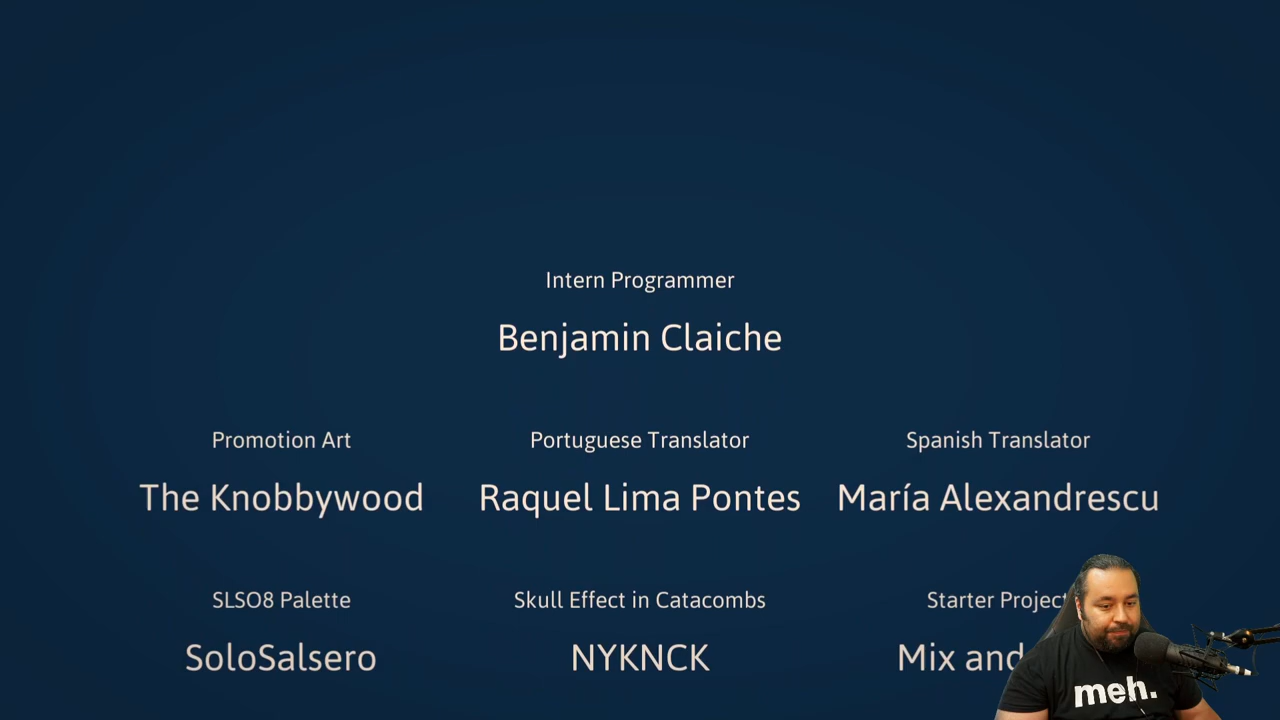 Intern Programmer
Benjamin Claiche
Promotion Art
The Knobbywood
Portuguese Translator
Raquel Lima Pontes
Spanish Translator
María Alexandrescu
SLSO8 Palette
SoloSalsero
Skull Effect in Catacombs
NYKNCK
Starter Project
Mix and
meh.